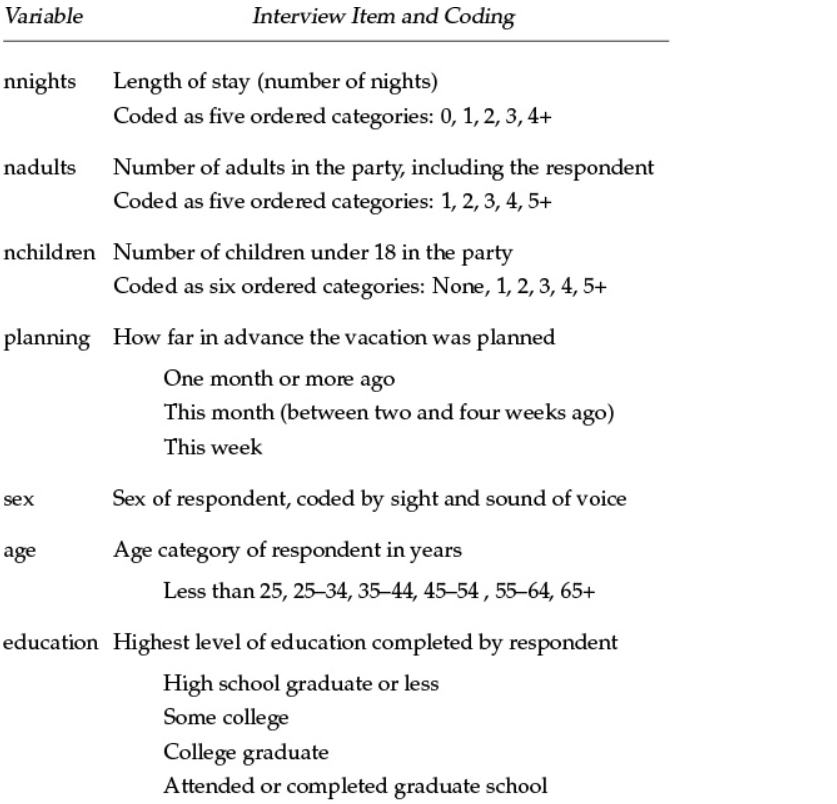 Variable Interview Item and Coding
nnights Length of stay (number of nights)
Coded as five ordered categories: 0, 1, 2, 3, 4+
nadults Number of adults in the party, including the respondent
Coded as five ordered categories: 1, 2, 3, 4, 5+
nchildren Number of children under 18 in the party
Coded as six ordered categories: None, 1, 2, 3, 4, 5+
planning How far in advance the vacation was planned
One month or more ago
This month (between two and four weeks ago)
This week
sex Sex of respondent, coded by sight and sound of voice
age Age category of respondent in years
Less than 25, 25–34, 35–44, 45–54 , 55–64, 65+
education Highest level of education completed by respondent
High school graduate or less
Some college
College graduate
Attended or completed graduate school